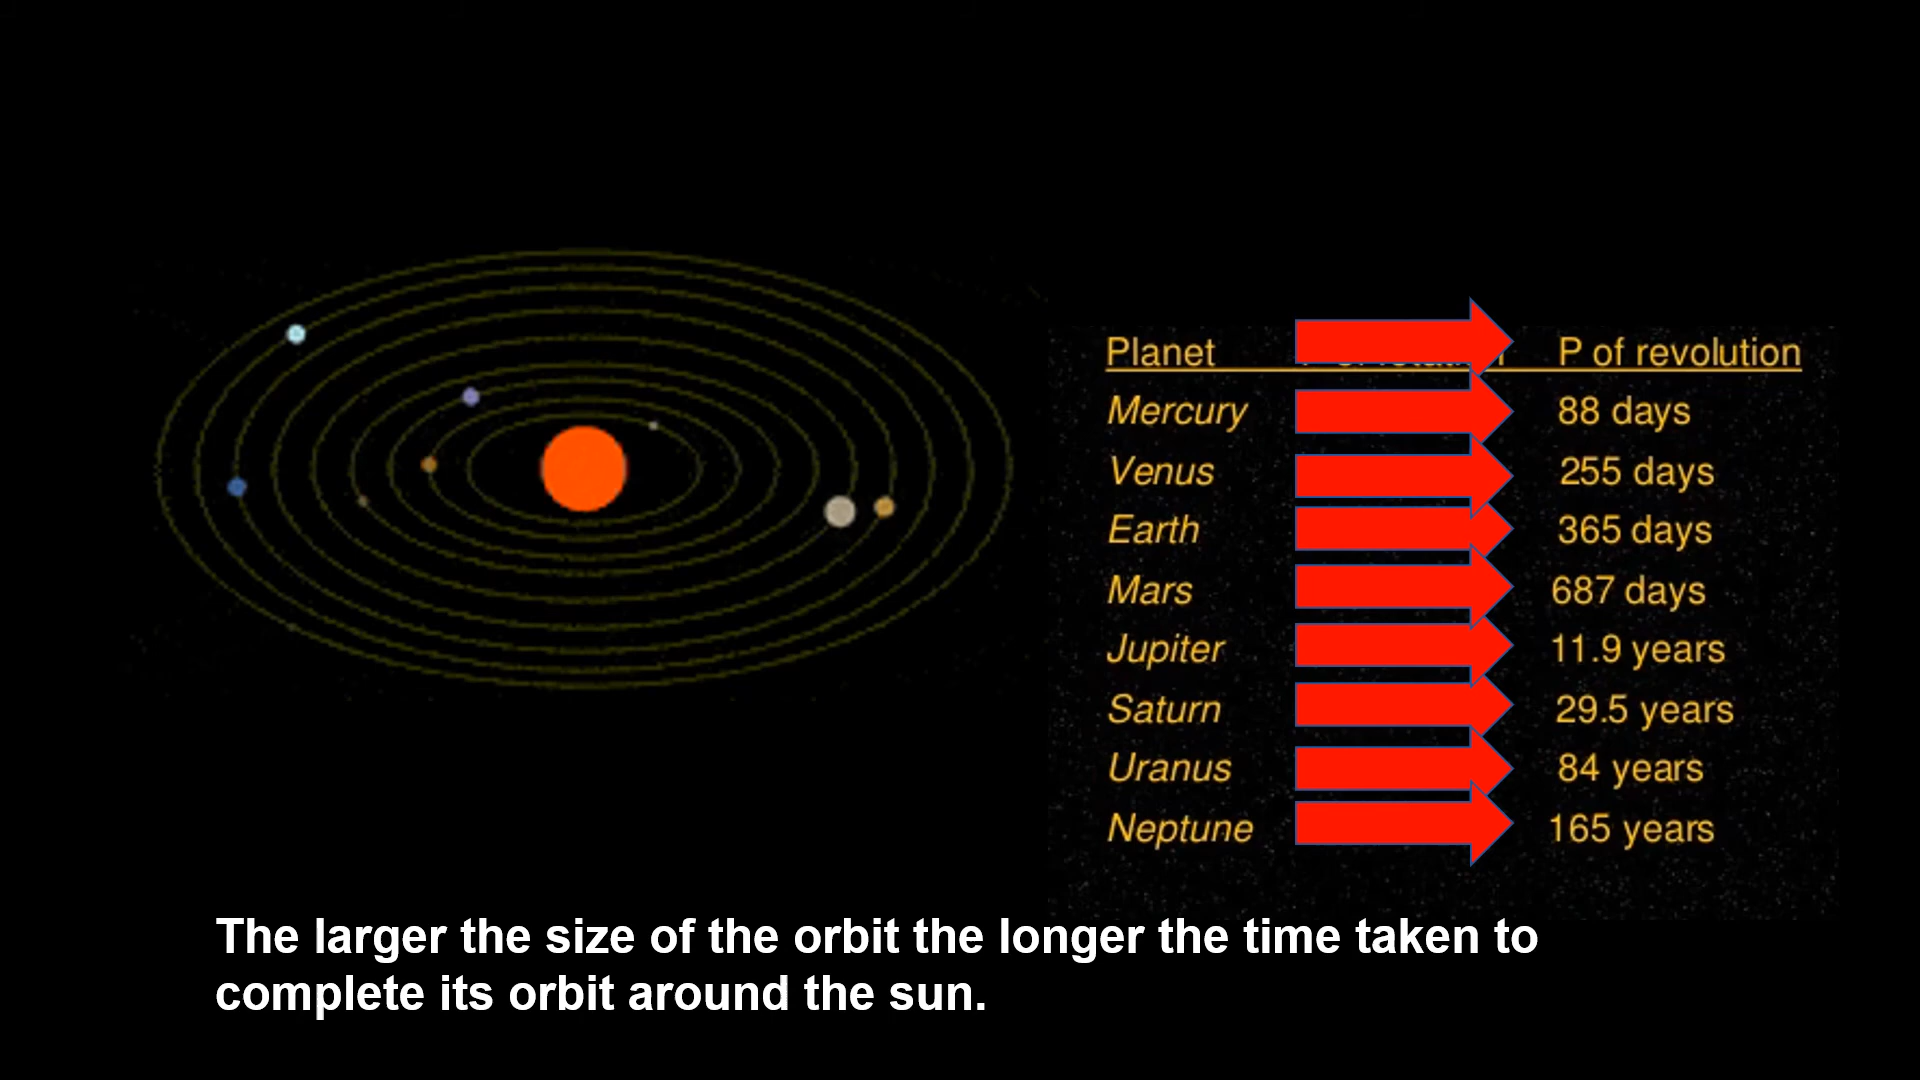 Planet P of revolution
Mercury 88 days
Venus 255 days
Earth 365 days
Mars 687 days
Jupiter 11.9 years
Saturn 29.5 years
Uranus 84 years
Neptune 165 years
The larger the size of the orbit the longer the time taken to
complete its orbit around the sun.